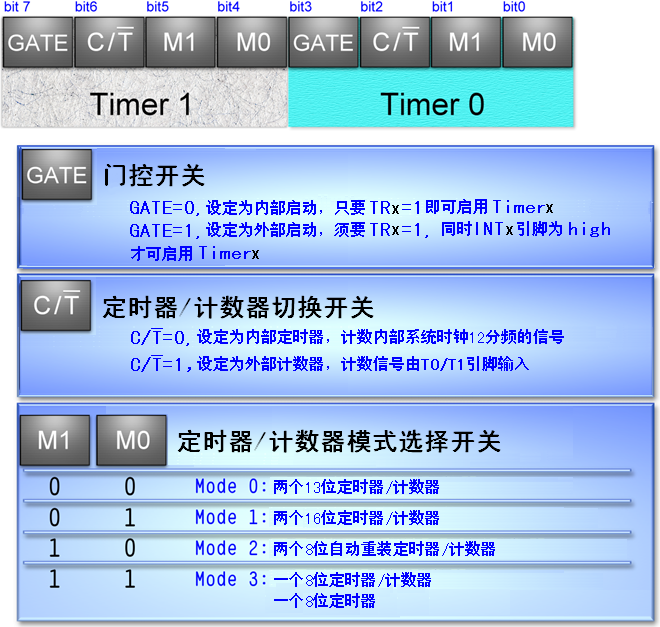 bit 7 bit6 bit5 bit4 bit3 bit2 bit1 bit0
GATE C/T̅ M1 M0 GATE C/T̅ M1 M0
Timer 1 Timer 0
GATE 门控开关
GATE=0, 设定为内部启动, 只要TRx=1即可启用Timerx
GATE=1, 设定为外部启动, 须要TRx=1, 同时INTx引脚为high
才可启用Timerx
C/T̅ 定时器/计数器切换开关
C/T̅=0, 设定为内部定时器, 计数内部系统时钟12分频的信号
C/T̅=1, 设定为外部计数器, 计数信号由T0/T1引脚输入
M1 M0 定时器/计数器模式选择开关
0 0 Mode 0: 两个13位定时器/计数器
0 1 Mode 1: 两个16位定时器/计数器
1 0 Mode 2: 两个8位自动重装定时器/计数器
1 1 Mode 3: 一个8位定时器/计数器
一个8位定时器